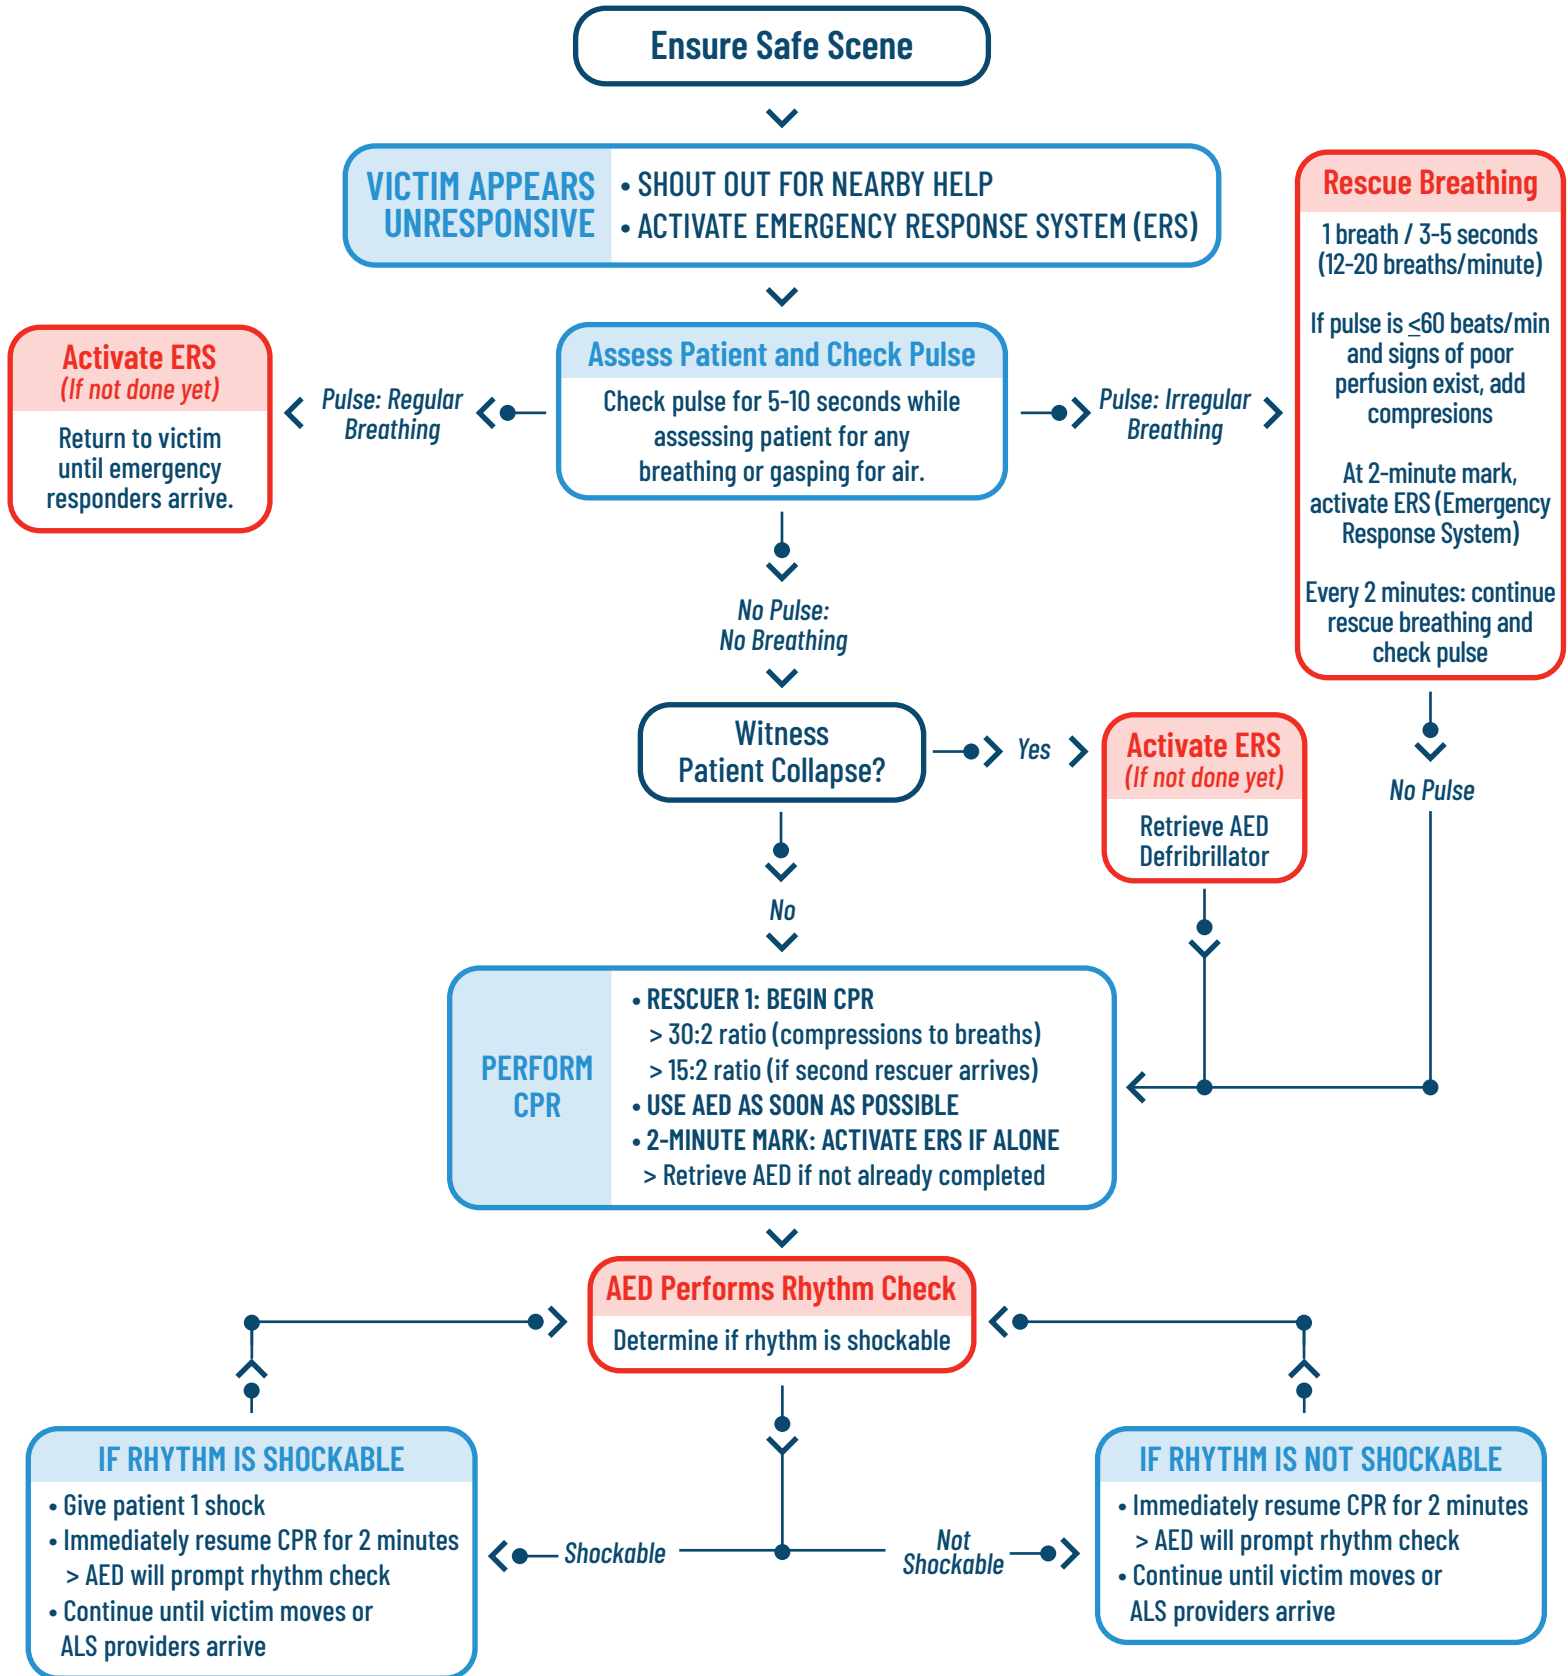 Ensure Safe Scene
VICTIM APPEARS
UNRESPONSIVE
• SHOUT OUT FOR NEARBY HELP
• ACTIVATE EMERGENCY RESPONSE SYSTEM (ERS)
Activate ERS
(If not done yet)
Return to victim
until emergency
responders arrive.
Pulse: Regular
Breathing
Assess Patient and Check Pulse
Check pulse for 5-10 seconds while
assessing patient for any
breathing or gasping for air.
Pulse: Irregular
Breathing
Rescue Breathing
1 breath / 3-5 seconds
(12-20 breaths/minute)
If pulse is ≤60 beats/min
and signs of poor
perfusion exist, add
compresions
At 2-minute mark,
activate ERS (Emergency
Response System)
Every 2 minutes: continue
rescue breathing and
check pulse
No Pulse:
No Breathing
Witness
Patient Collapse?
Yes
Activate ERS
(If not done yet)
Retrieve AED
Defribrillator
No Pulse
No
PERFORM
CPR
• RESCUER 1: BEGIN CPR
> 30:2 ratio (compressions to breaths)
> 15:2 ratio (if second rescuer arrives)
• USE AED AS SOON AS POSSIBLE
• 2-MINUTE MARK: ACTIVATE ERS IF ALONE
> Retrieve AED if not already completed
AED Performs Rhythm Check
Determine if rhythm is shockable
IF RHYTHM IS SHOCKABLE
• Give patient 1 shock
• Immediately resume CPR for 2 minutes
> AED will prompt rhythm check
• Continue until victim moves or
ALS providers arrive
Shockable
Not
Shockable
IF RHYTHM IS NOT SHOCKABLE
• Immediately resume CPR for 2 minutes
> AED will prompt rhythm check
• Continue until victim moves or
ALS providers arrive